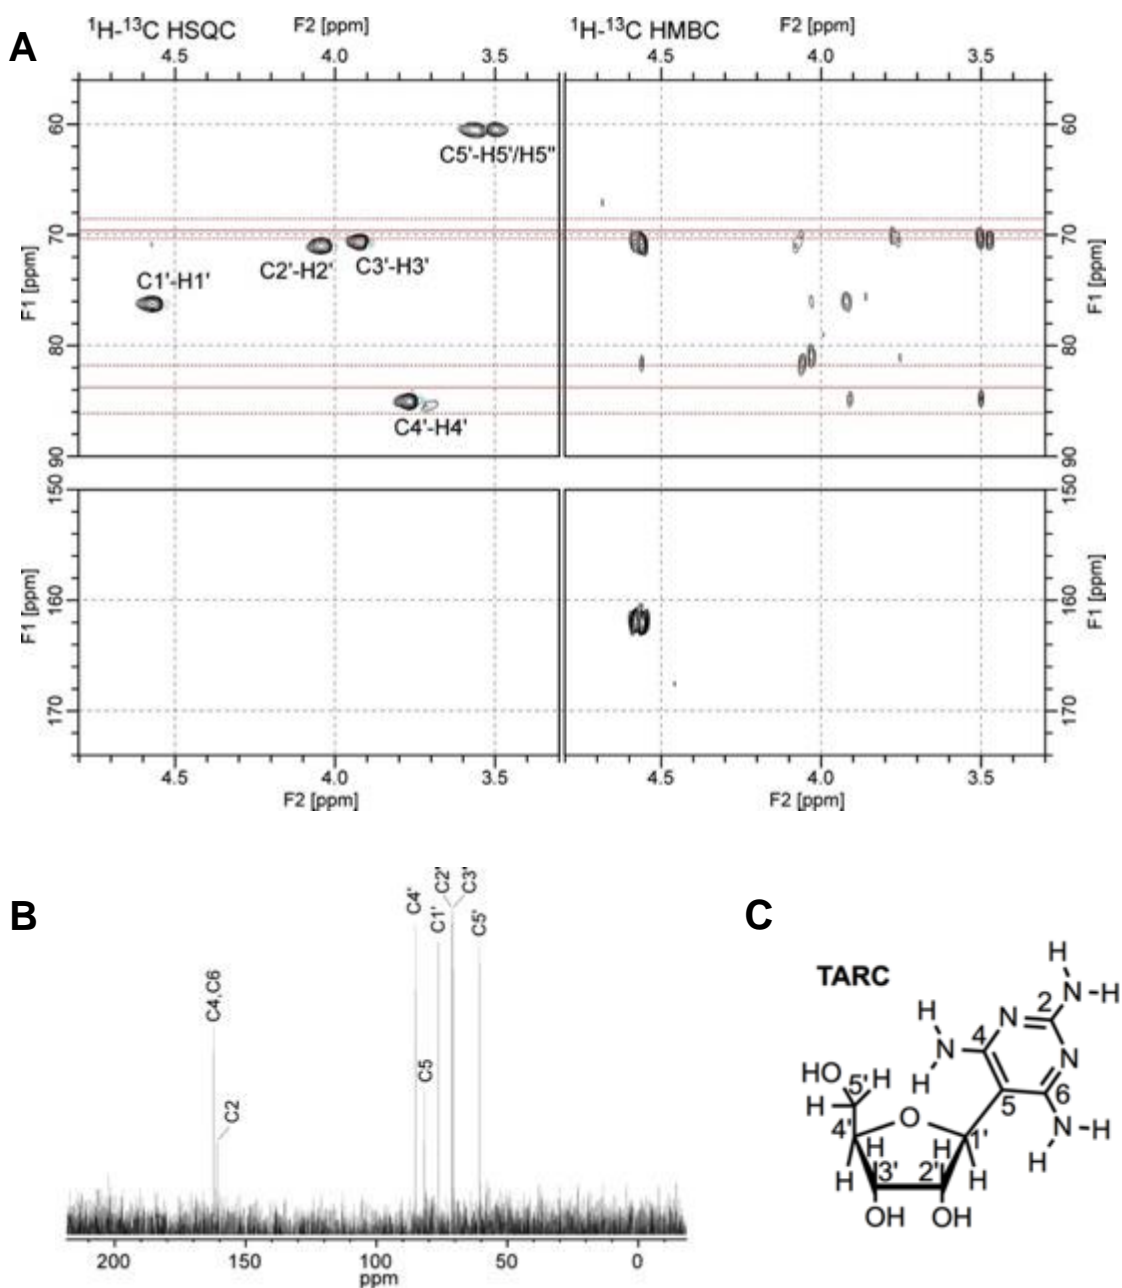 A
¹H-¹³C HSQC F2 [ppm] ¹H-¹³C HMBC F2 [ppm]
4.5 4.0 3.5 4.5 4.0 3.5
60 60
C5'-H5'/H5"
F1 [ppm] 70 70 F1 [ppm]
C2'-H2' C3'-H3'
C1'-H1'
80 80
C4'-H4'
90 90
150 150
F1 [ppm] 160 160 F1 [ppm]
170 170
4.5 4.0 3.5 4.5 4.0 3.5
F2 [ppm] F2 [ppm]
B
C4,C6
C2
C4'
C5
C1'
C2'
C3'
C5'
200 150 100 50 0
ppm
C
TARC
H
H 2 N-H
N
4
H N
N
H
HO 5' H
5 6
H O N-H
4' 1' H
H H
H 3' 2' H
OH OH